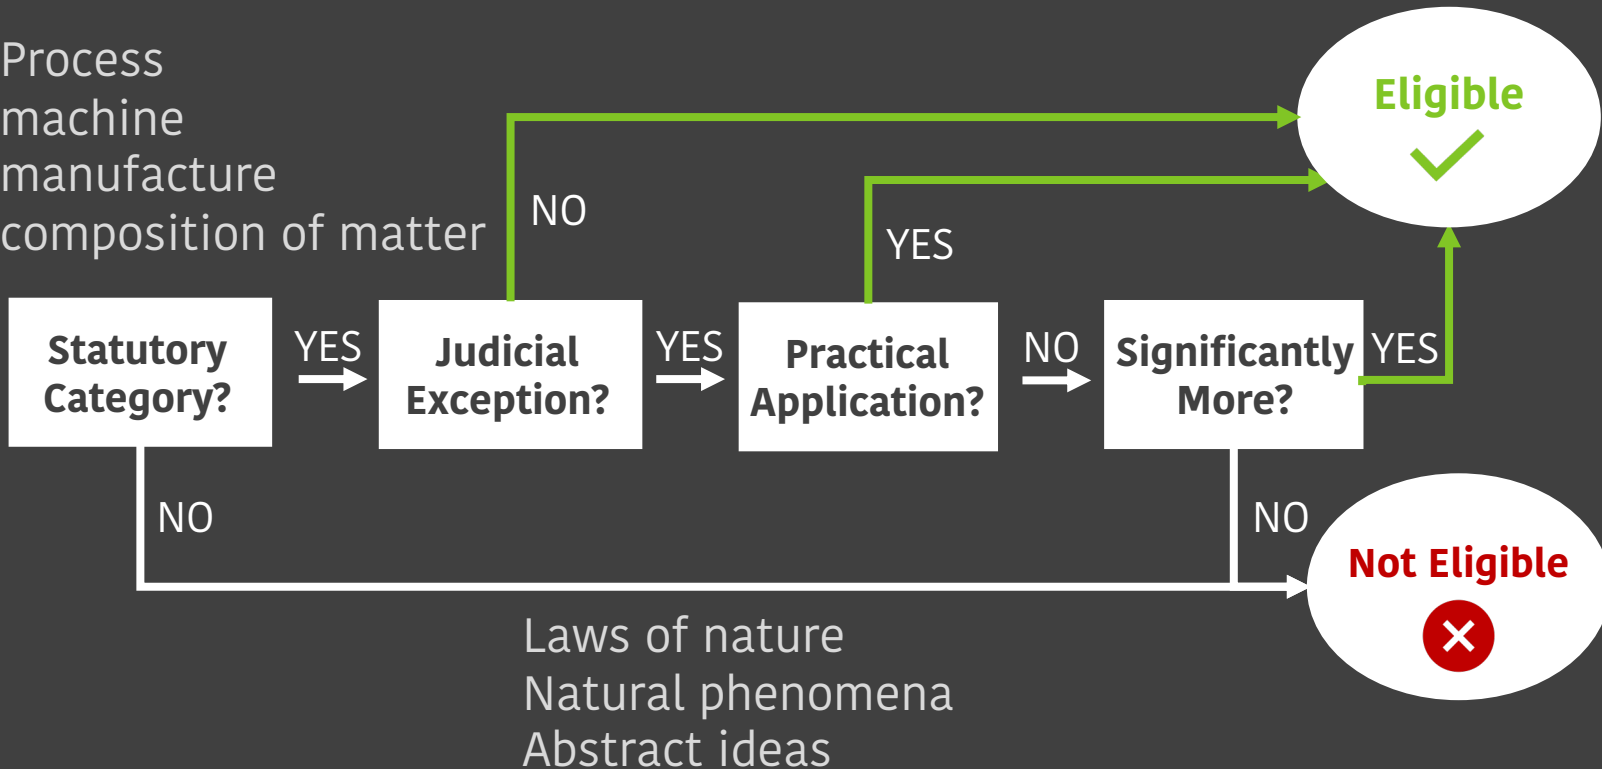 Process
machine
manufacture
composition of matter
Eligible
NO
YES
Statutory
Category?
YES
Judicial
Exception?
YES
Practical
Application?
NO
Significantly
More?
YES
NO
NO
Not Eligible
Laws of nature
Natural phenomena
Abstract ideas